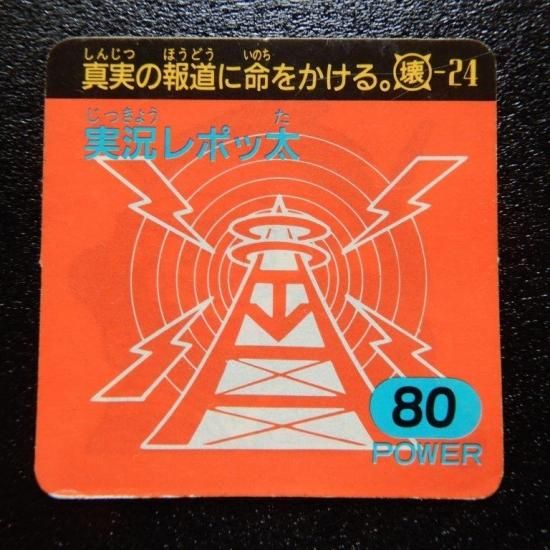 しんじつ ほうどう いのち
真実の報道に命をかける。壊-24
じっきょう た
実況レポッ太
80
POWER